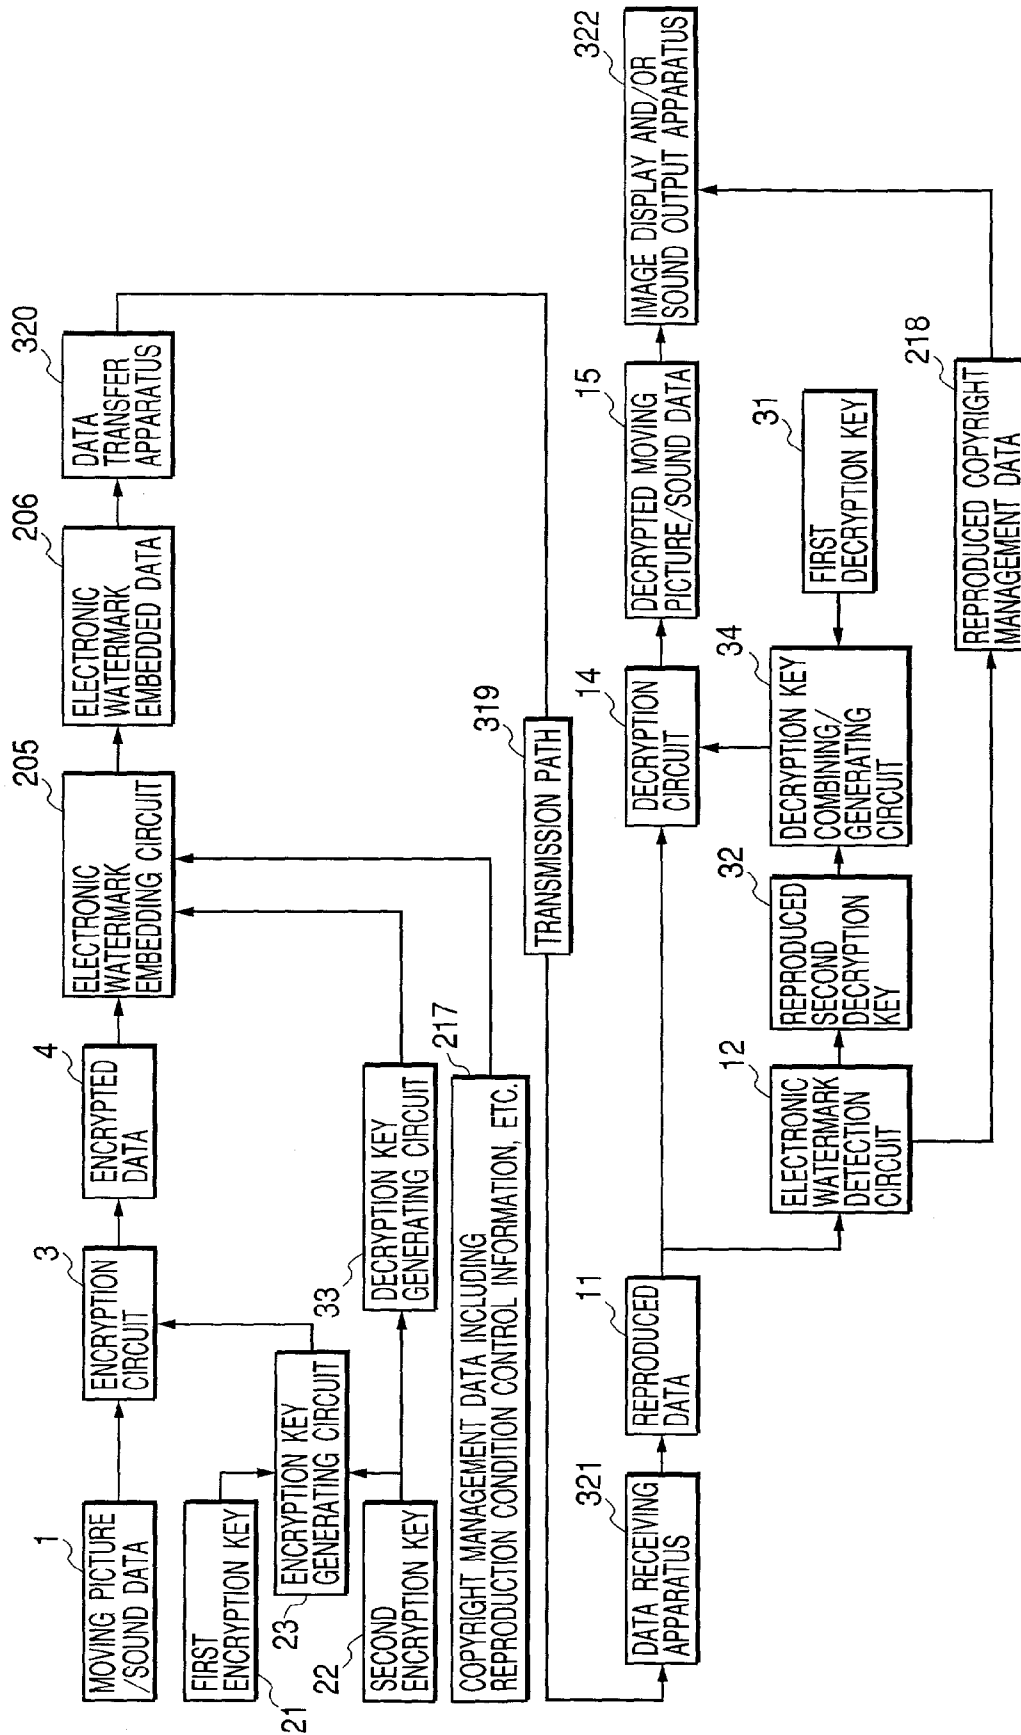 1
MOVING PICTURE
/SOUND DATA
3
ENCRYPTION
CIRCUIT
4
ENCRYPTED
DATA
205
ELECTRONIC
WATERMARK
EMBEDDING CIRCUIT
206
ELECTRONIC
WATERMARK
EMBEDDED DATA
320
DATA
TRANSFER
APPARATUS
FIRST
ENCRYPTION KEY
21
ENCRYPTION KEY
GENERATING CIRCUIT
23
22
SECOND
ENCRYPTION KEY
33
DECRYPTION KEY
GENERATING CIRCUIT
217
COPYRIGHT MANAGEMENT DATA INCLUDING
REPRODUCTION CONDITION CONTROL INFORMATION, ETC.
319
TRANSMISSION PATH
321
DATA RECEIVING
APPARATUS
11
REPRODUCED
DATA
14
DECRYPTION
CIRCUIT
15
DECRYPTED MOVING
PICTURE/SOUND DATA
322
IMAGE DISPLAY AND/OR
SOUND OUTPUT APPARATUS
12
ELECTRONIC
WATERMARK
DETECTION
CIRCUIT
32
REPRODUCED
SECOND
DECRYPTION
KEY
34
DECRYPTION KEY
COMBINING/
GENERATING
CIRCUIT
31
FIRST
DECRYPTION KEY
218
REPRODUCED COPYRIGHT
MANAGEMENT DATA